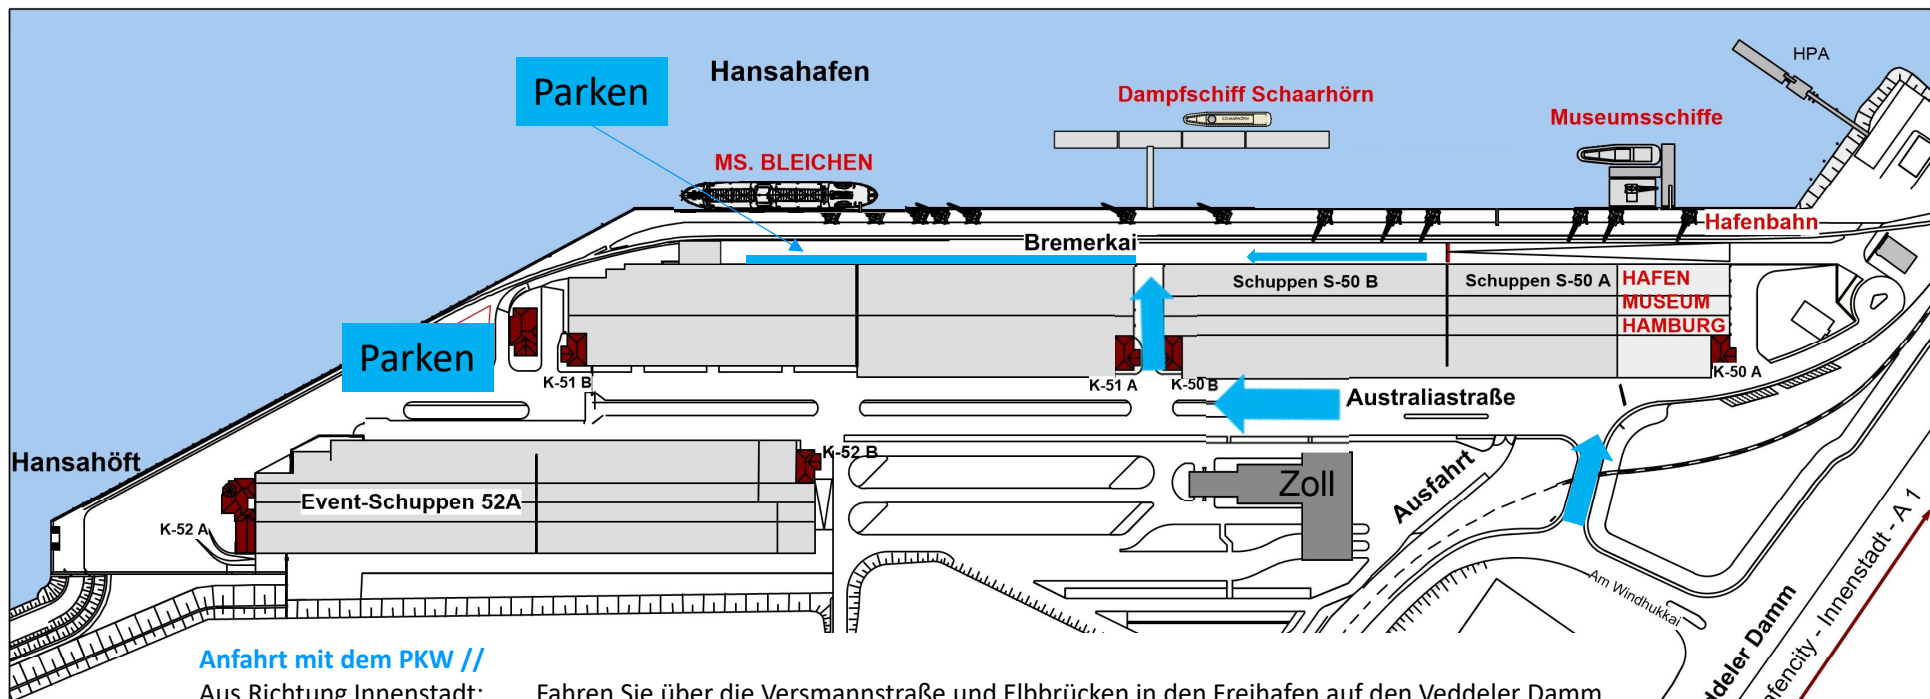 HPA
Hansahafen
Parken
Dampfschiff Schaarhörn
SCHAARHÖRN
Museumsschiffe
MS. BLEICHEN
Hafenbahn
Bremerkai
Schuppen S-50 B
Schuppen S-50 A
HAFEN
MUSEUM
HAMBURG
Parken
K-51 B
K-51 A
K-50 B
K-50 A
Australiastraße
Hansahöft
K-52 B
Event-Schuppen 52A
K-52 A
Zoll
Ausfahrt
Am Windhukkai
ddeler Damm
afencity - Innenstadt - A 1
Anfahrt mit dem PKW //
Aus Richtung Innenstadt: Fahren Sie über die Versmannstraße und Elbbrücken in den Freihafen auf den Veddeler Damm